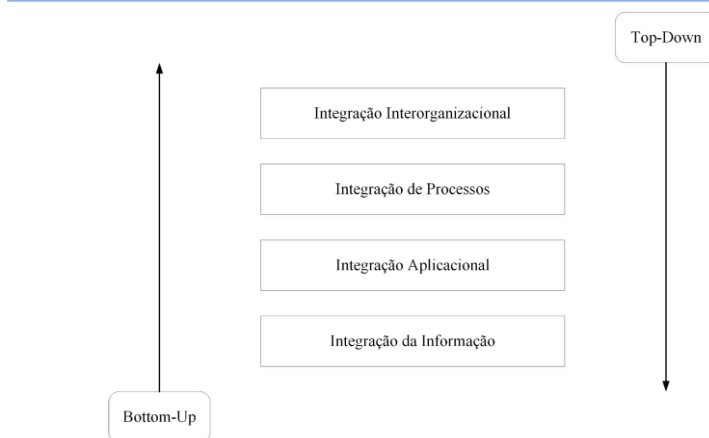 Top-Down
Integração Interorganizacional
Integração de Processos
Integração Aplicacional
Integração da Informação
Bottom-Up